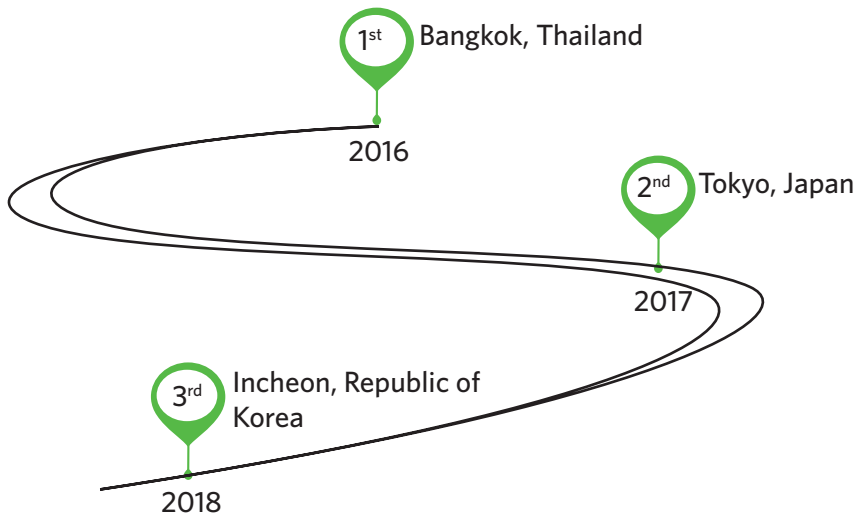 1st
Bangkok, Thailand
2016
2nd
Tokyo, Japan
2017
3rd
Incheon, Republic of
Korea
2018